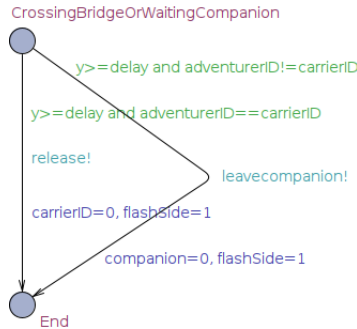 CrossingBridgeOrWaitingCompanion
y>=delay and adventurerID!=carrierID
y>=delay and adventurerID==carrierID
release!
leavecompanion!
carrierID=0, flashSide=1
companion=0, flashSide=1
End